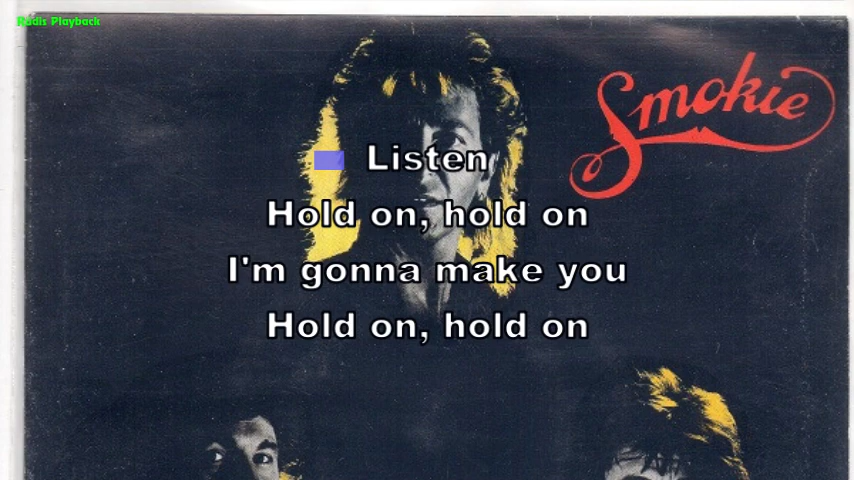 Radis Playback
Smokie
Listen
Hold on, hold on
I'm gonna make you
Hold on, hold on